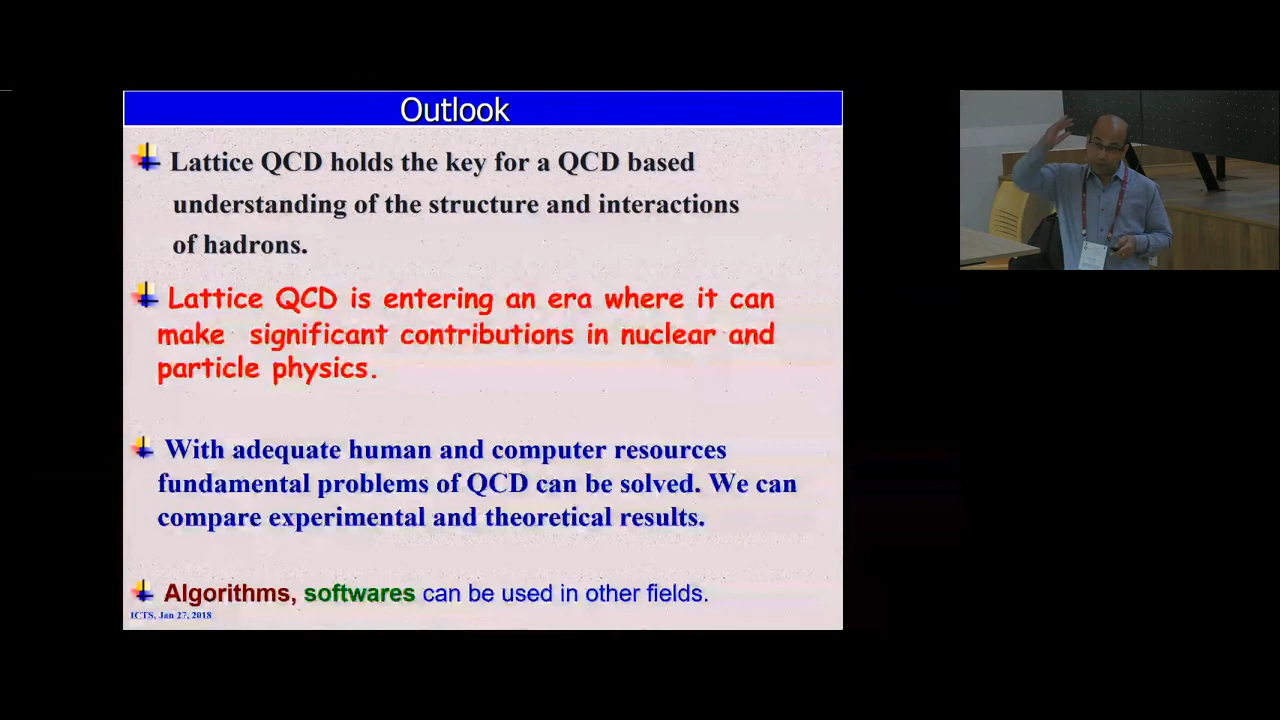 Outlook
Lattice QCD holds the key for a QCD based
understanding of the structure and interactions
of hadrons.
Lattice QCD is entering an era where it can
make significant contributions in nuclear and
particle physics.
With adequate human and computer resources
fundamental problems of QCD can be solved. We can
compare experimental and theoretical results.
Algorithms, softwares can be used in other fields.
ICTS, Jan 27, 2018